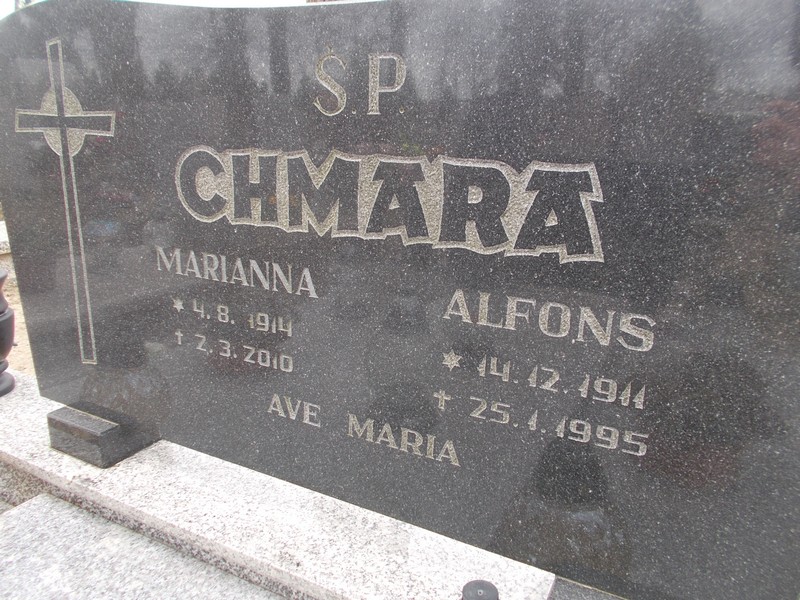 S P
CHMARA
MARIANNA
* 4. 8. 1914
† 2. 3. 2010
ALFONS
* 14. 12. 1911
† 25. 1. 1995
AVE MARIA